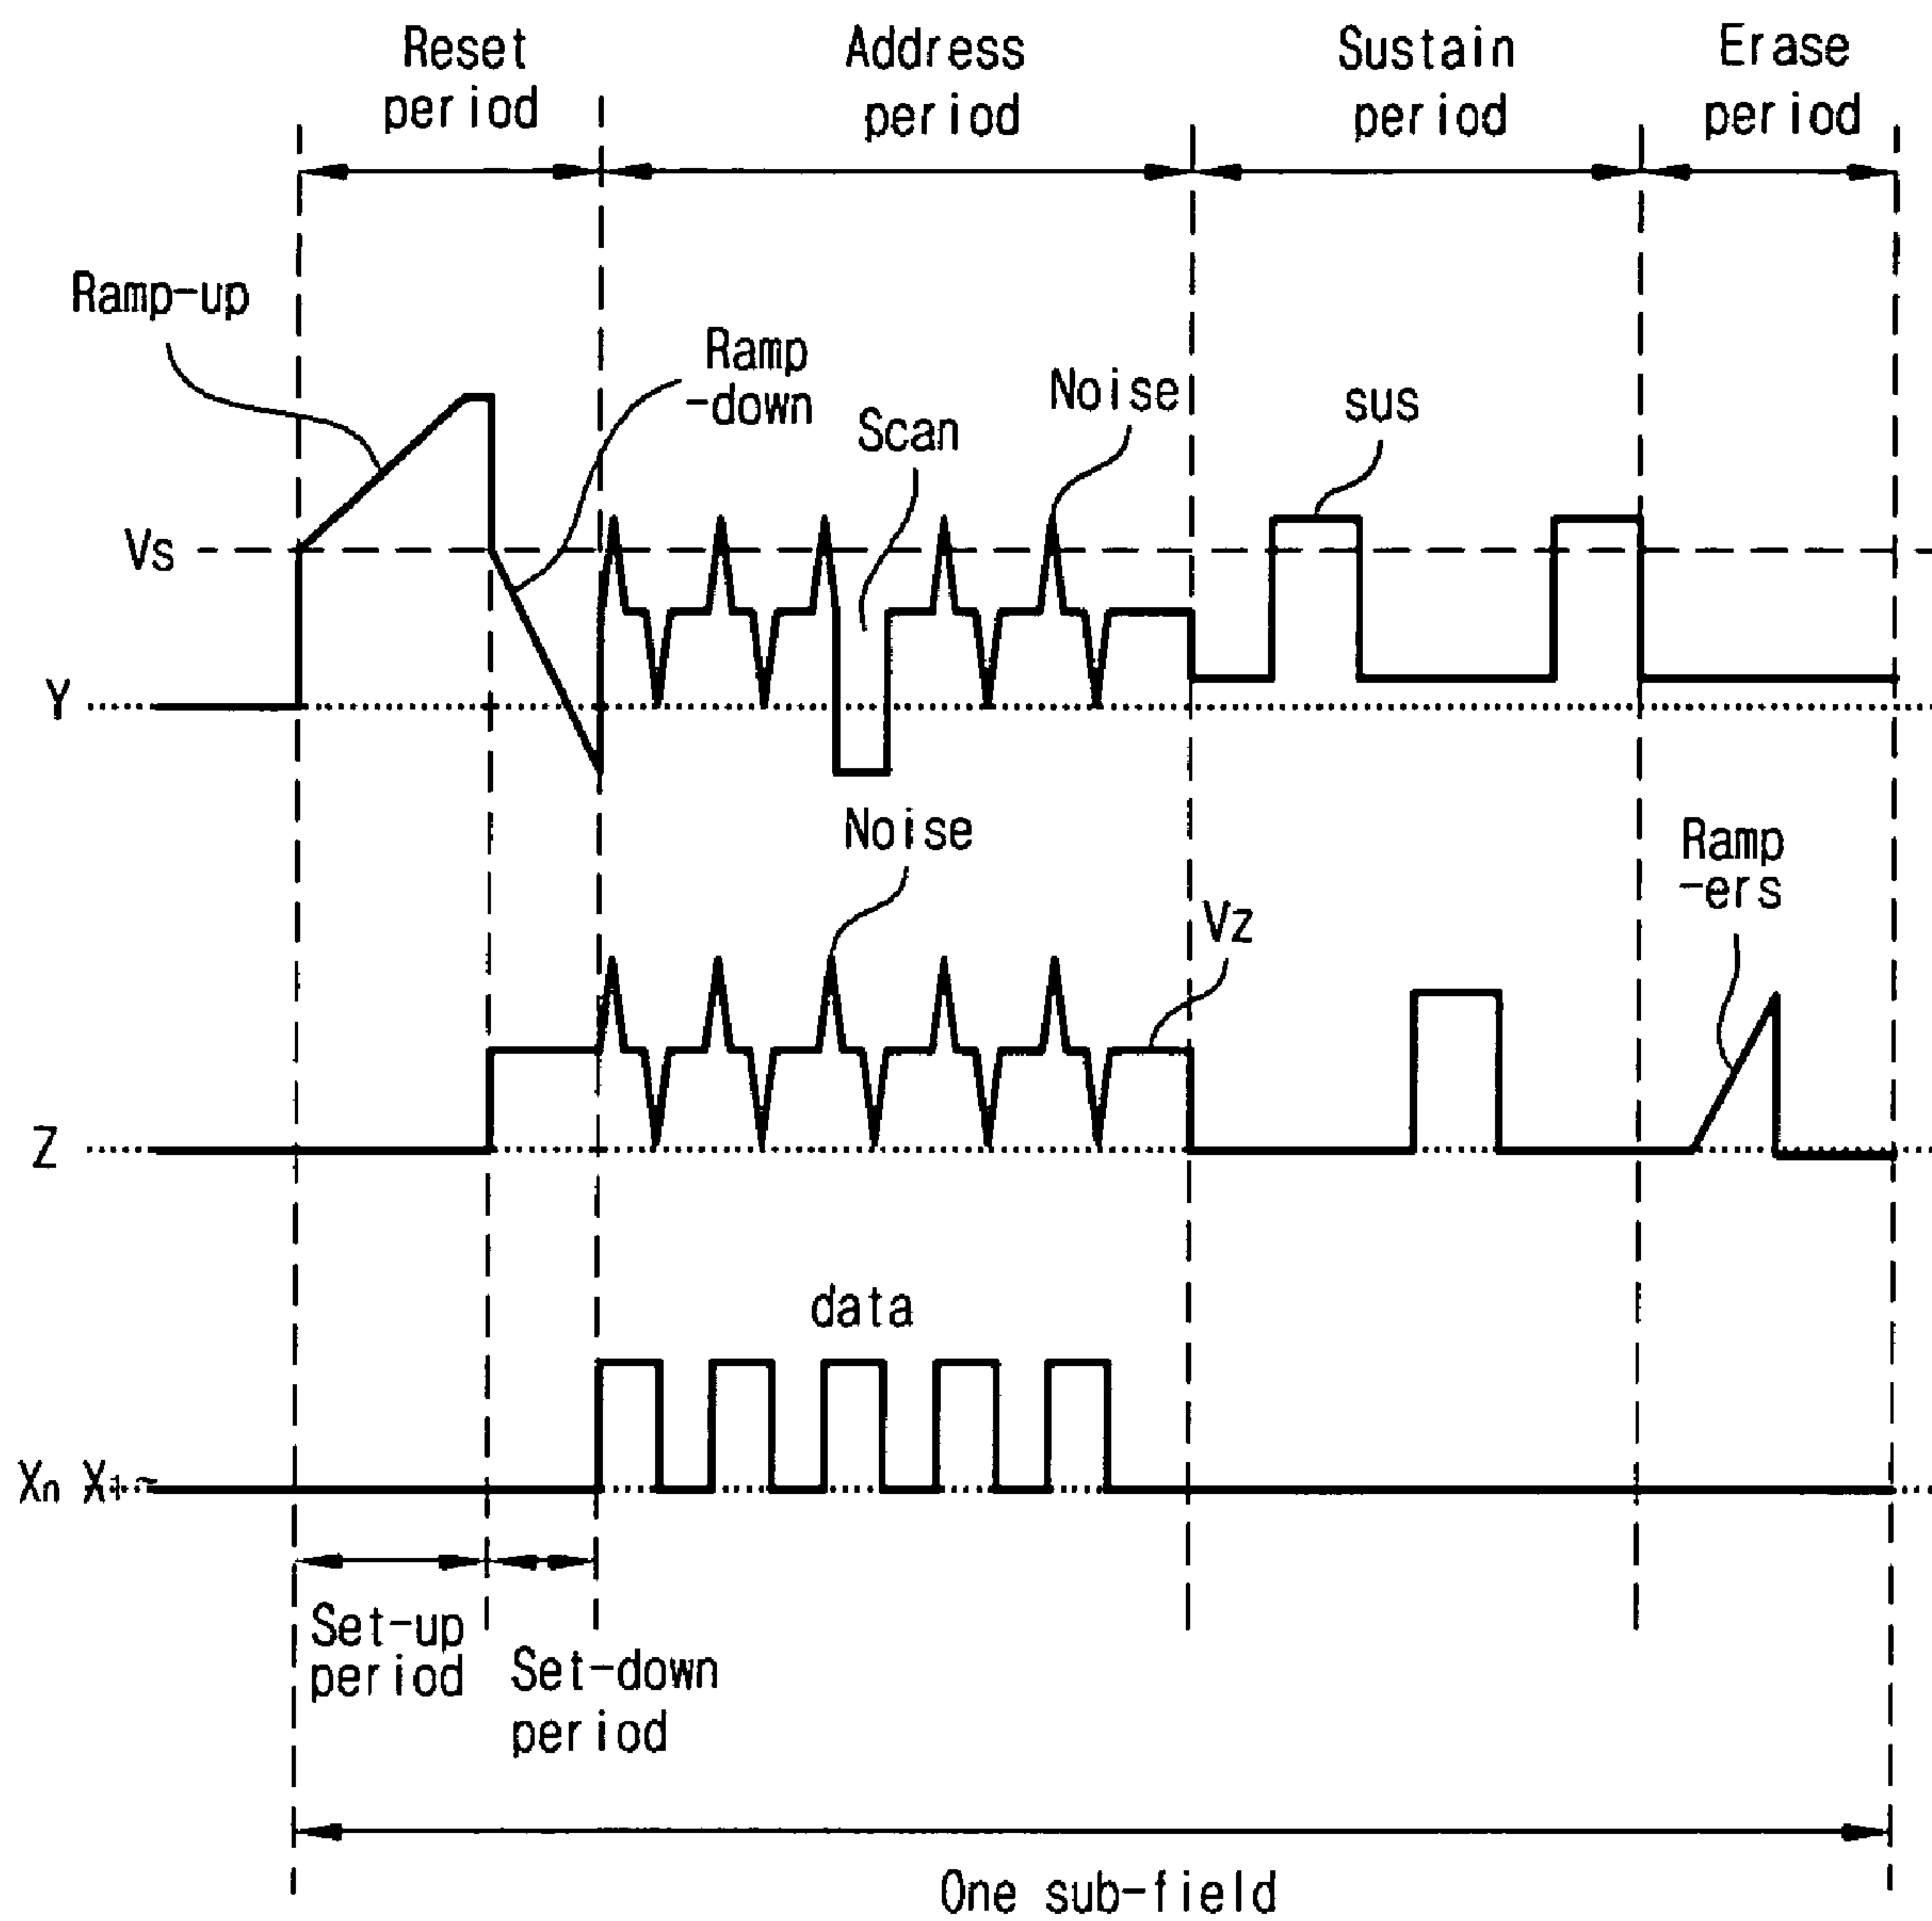 Reset period
Address period
Sustain period
Erase period
Ramp-up
Ramp
-down
Scan
Noise
sus
Vs
Y
Noise
Vz
Ramp
-ers
Z
data
Xn X1~
Set-up
period
Set-down
period
One sub-field